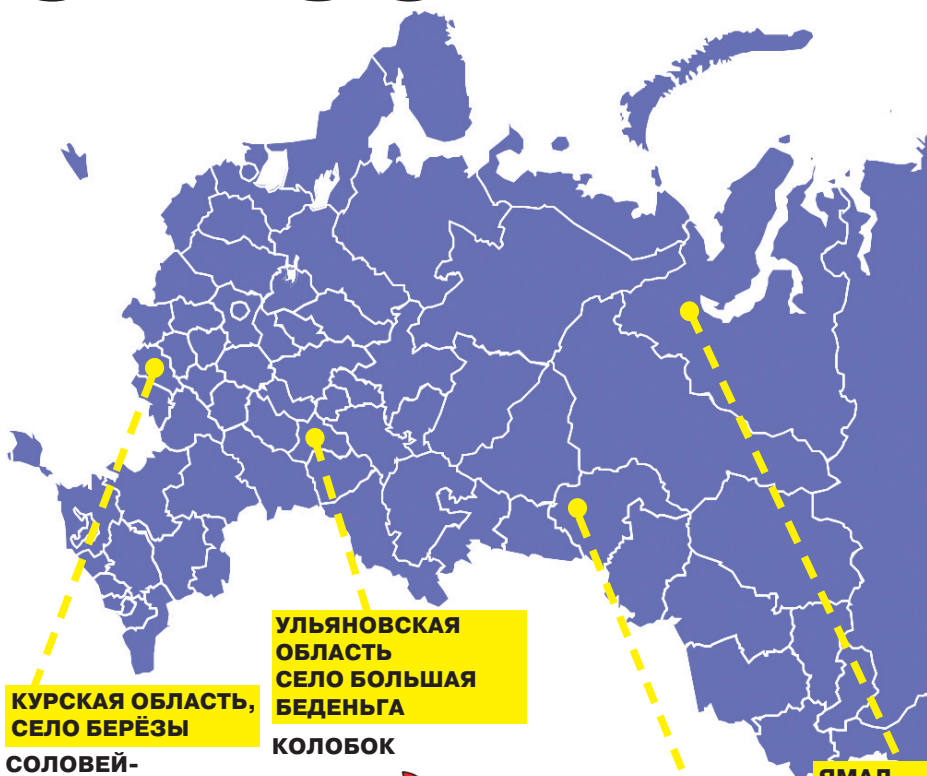 КУРСКАЯ ОБЛАСТЬ,
СЕЛО БЕРЁЗЫ
СОЛОВЕЙ-
УЛЬЯНОВСКАЯ
ОБЛАСТЬ
СЕЛО БОЛЬШАЯ
БЕДЕНЬГА
КОЛОБОК
ЯМАЛ